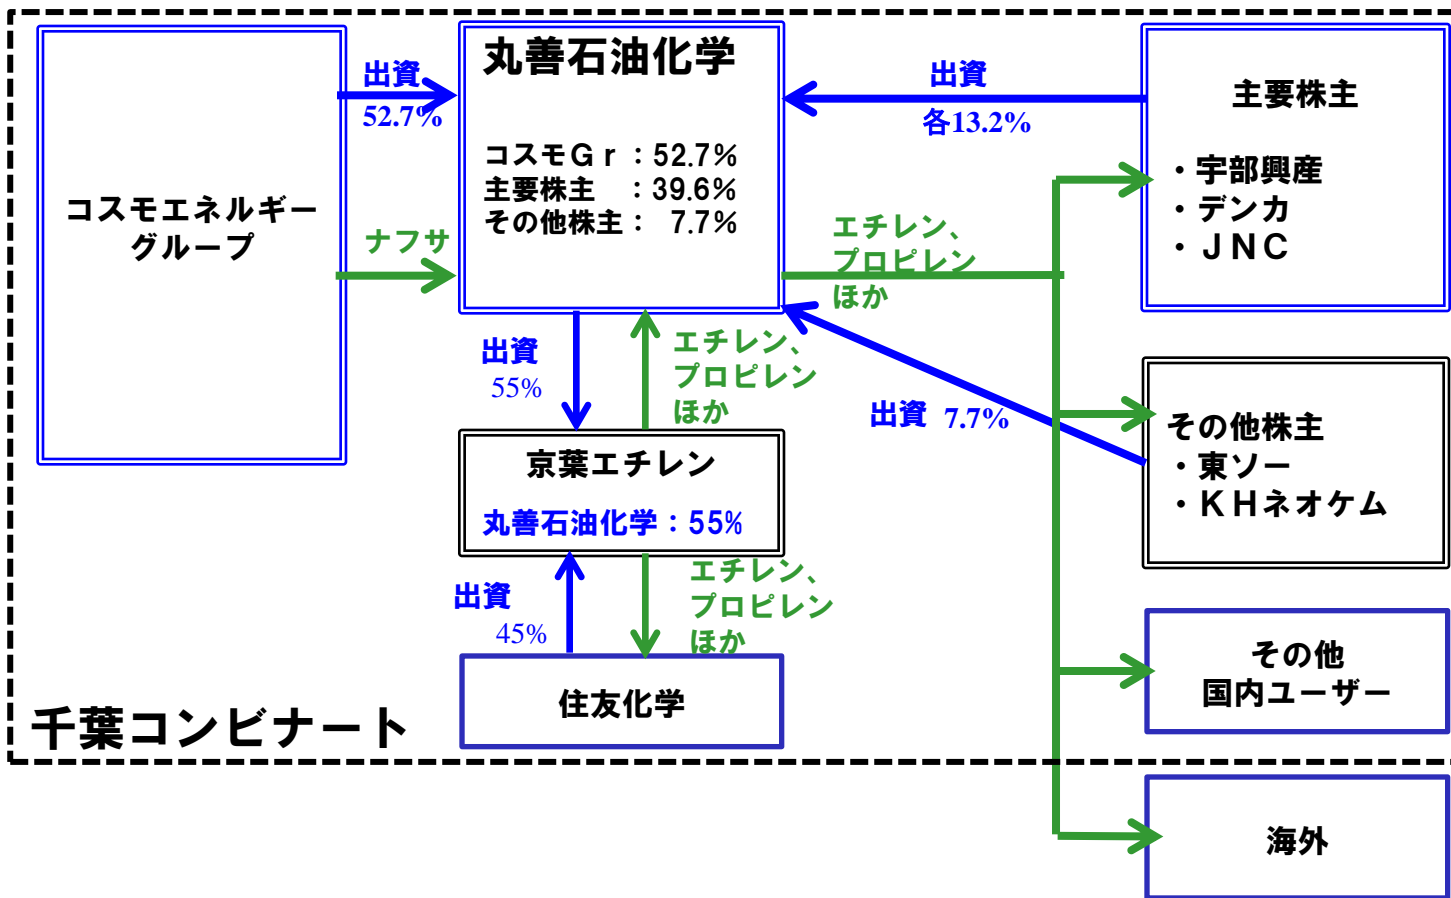 丸善石油化学
コスモGr：52.7%
主要株主　：39.6%
その他株主： 7.7%
出資
52.7%
コスモエネルギー
グループ
ナフサ
出資
各13.2%
主要株主
・宇部興産
・デンカ
・JNC
エチレン、
プロピレン
ほか
出資
55%
エチレン、
プロピレン
ほか
出資 7.7%
その他株主
・東ソー
・KHネオケム
京葉エチレン
丸善石油化学：55%
出資
45%
エチレン、
プロピレン
ほか
住友化学
その他
国内ユーザー
千葉コンビナート
海外